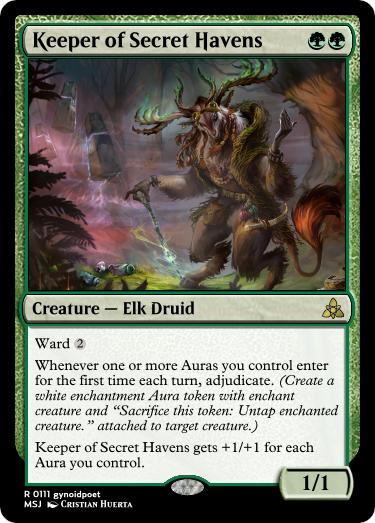 Keeper of Secret Havens
Creature — Elk Druid
Ward 2
Whenever one or more Auras you control enter
for the first time each turn, adjudicate. (Create a
white enchantment Aura token with enchant
creature and “Sacrifice this token: Untap enchanted
creature.” attached to target creature.)
Keeper of Secret Havens gets +1/+1 for each
Aura you control.
1/1
R 0111 gynoidpoet
MSJ Cristian Huerta